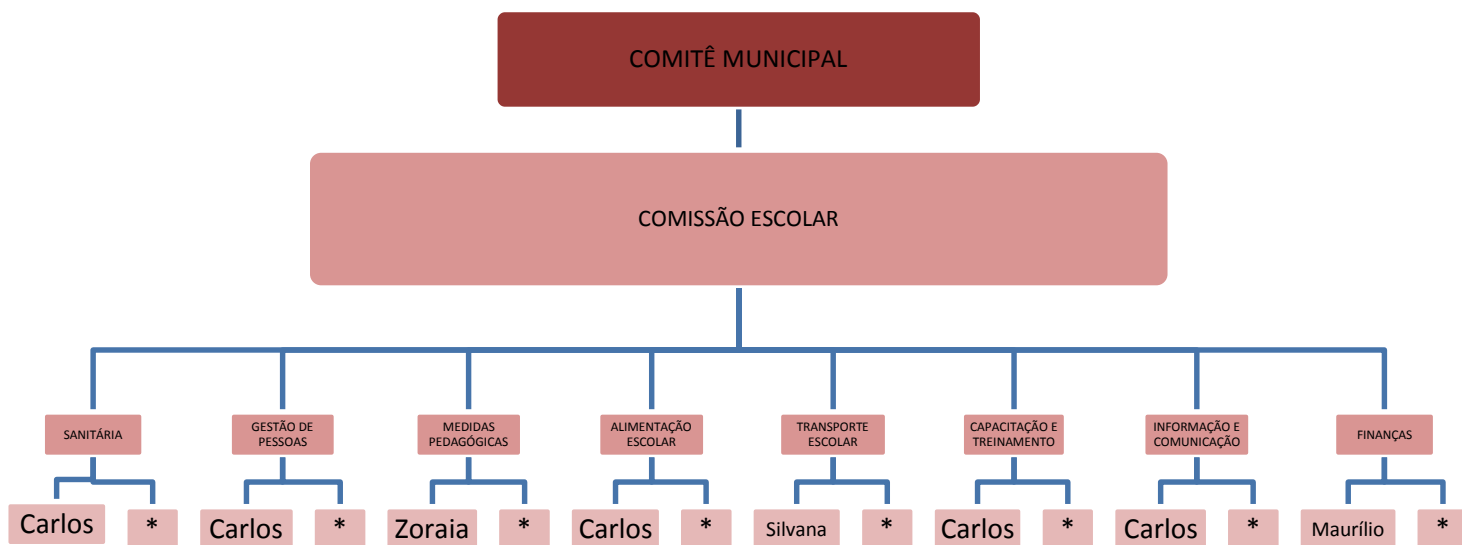 COMITÊ MUNICIPAL
COMISSÃO ESCOLAR
SANITÁRIA
GESTÃO DE
PESSOAS
MEDIDAS
PEDAGÓGICAS
ALIMENTAÇÃO
ESCOLAR
TRANSPORTE
ESCOLAR
CAPACITAÇÃO E
TREINAMENTO
INFORMAÇÃO E
COMUNICAÇÃO
FINANÇAS
Carlos
*
Carlos
*
Zoraia
*
Carlos
*
Silvana
*
Carlos
*
Carlos
*
Maurílio
*